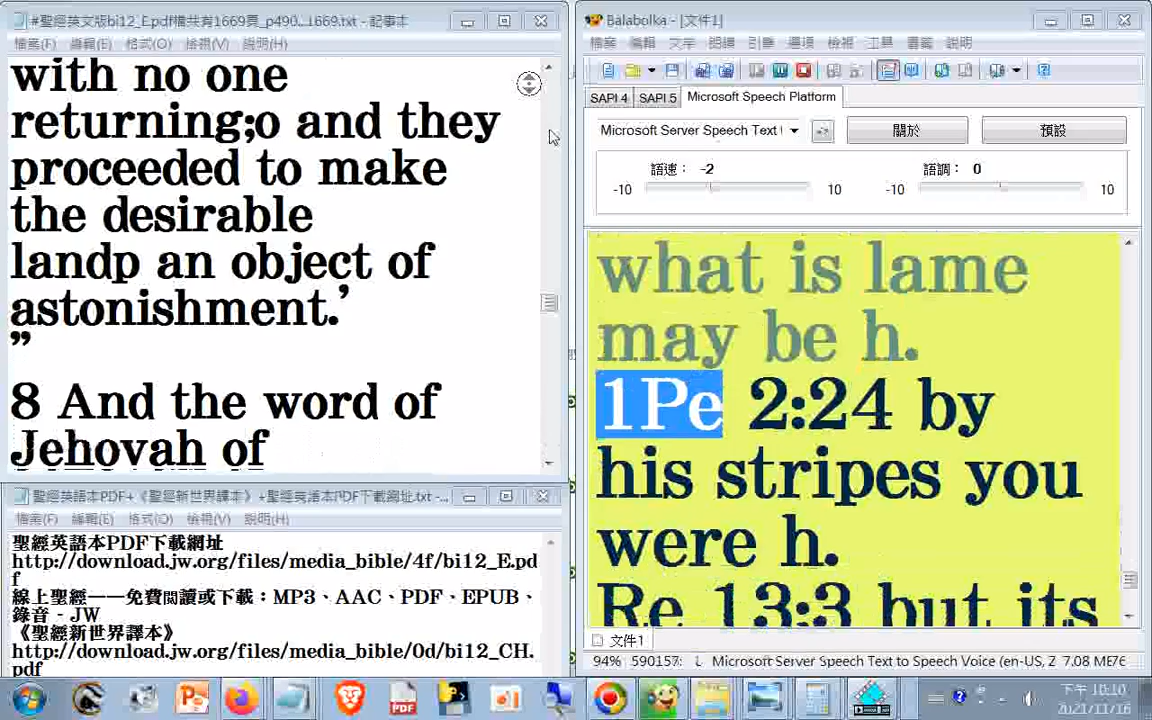 #聖經英文版bi12_E.pdf檔共有1669頁_p490...1669.txt - 記事本
檔案(F) 編輯(E) 格式(O) 檢視(V) 說明(H)
with no one
returning;o and they
proceeded to make
the desirable
landp an object of
astonishment.’
”
8 And the word of
Jehovah of
聖經英語本PDF+《聖經新世界譯本》+聖經英語本PDF下載網址.txt - ...
檔案(F) 編輯(E) 格式(O) 檢視(V) 說明(H)
聖經英語本PDF下載網址
http://download.jw.org/files/media_bible/4f/bi12_E.pd
f
線上聖經——免費閱讀或下載：MP3、AAC、PDF、EPUB、
錄音 - JW
《聖經新世界譯本》
http://download.jw.org/files/media_bible/0d/bi12_CH.
pdf
Balabolka - [文件1]
檔案 編輯 文字 朗讀 引擎 選項 檢視 工具 書籤 說明
SAPI 4 SAPI 5 Microsoft Speech Platform
Microsoft Server Speech Text 關於 預設
語速： -2 語調： 0
-10 10 -10 10
what is lame
may be h.
1Pe 2:24 by
his stripes you
were h.
Re 13:3 but its
文件1
94% 590157: Microsoft Server Speech Text to Speech Voice (en-US, Z 7.08 ME
下午 10:10
2021/11/16